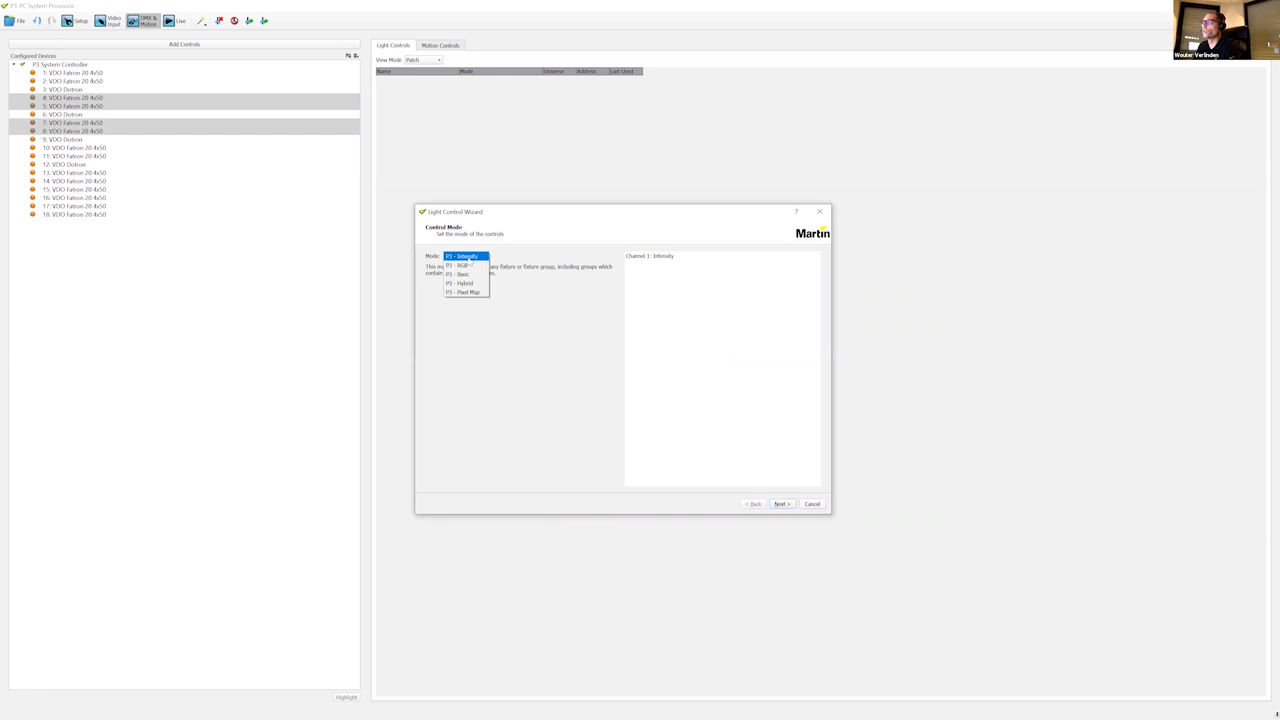 P3-PC System Processor
File
Setup
Video Input
DMX & Motion
Live
Wouter Verlinden
Add Controls
Configured Devices
P3 System Controller
1: VDO Fatron 20 4x50
2: VDO Fatron 20 4x50
3: VDO Dotron
4: VDO Fatron 20 4x50
5: VDO Fatron 20 4x50
6: VDO Dotron
7: VDO Fatron 20 4x50
8: VDO Fatron 20 4x50
9: VDO Dotron
10: VDO Fatron 20 4x50
11: VDO Fatron 20 4x50
12: VDO Dotron
13: VDO Fatron 20 4x50
14: VDO Fatron 20 4x50
15: VDO Fatron 20 4x50
16: VDO Fatron 20 4x50
17: VDO Fatron 20 4x50
18: VDO Fatron 20 4x50
Highlight
Light Controls Motion Controls
View Mode Patch
Name Mode Universe Address Last Used
Light Control Wizard ?
Control Mode
Set the mode of the controls
Martin
Mode: P3 - Intensity
P3 - RGB
P3 - Basic
P3 - Hybrid
P3 - Pixel Map
This any fixture or fixture group, including groups which
Channel 1: Intensity
< Back Next > Cancel